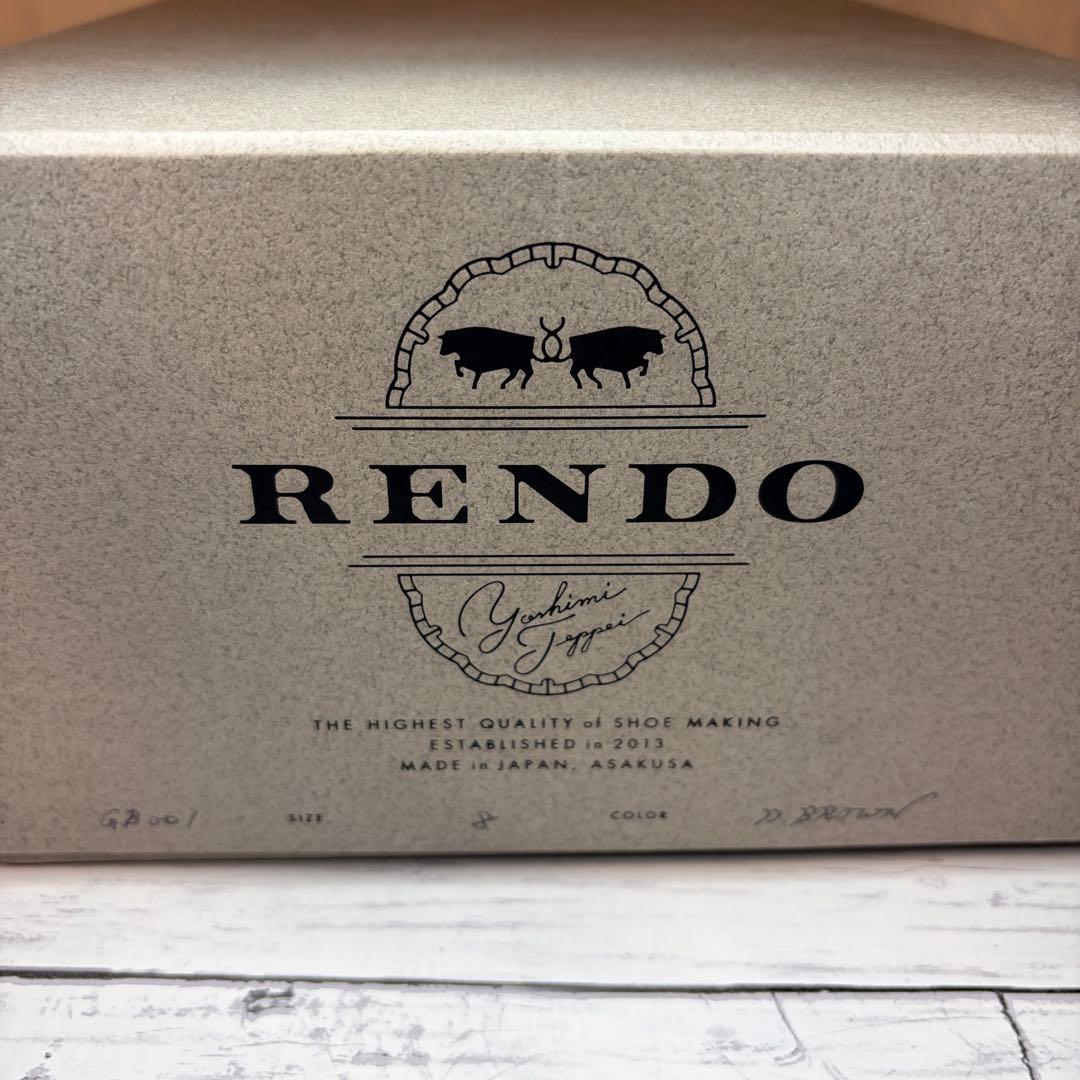 RENDO
Yoshimi
Teppei
THE HIGHEST QUALITY of SHOE MAKING
ESTABLISHED in 2013
MADE in JAPAN, ASAKUSA
GB001 SIZE 8 COLOR D. BROWN